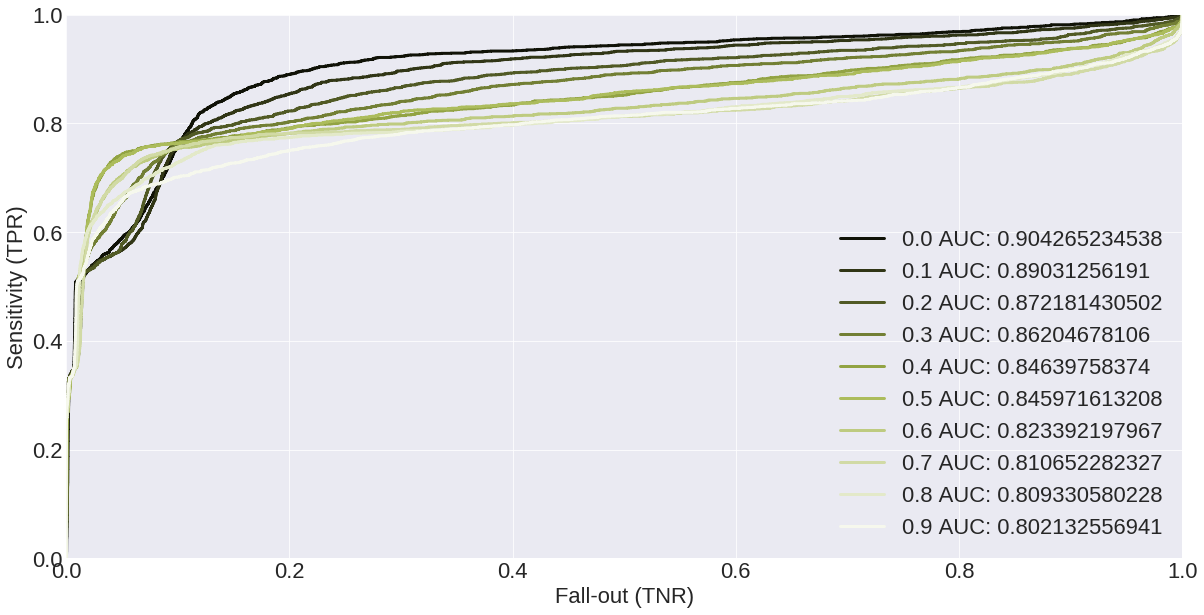 1.0
0.8
0.6
0.4
0.2
0.0
Sensitivity (TPR)
0.0 AUC: 0.904265234538
0.1 AUC: 0.89031256191
0.2 AUC: 0.872181430502
0.3 AUC: 0.86204678106
0.4 AUC: 0.84639758374
0.5 AUC: 0.845971613208
0.6 AUC: 0.823392197967
0.7 AUC: 0.810652282327
0.8 AUC: 0.809330580228
0.9 AUC: 0.802132556941
0.0 0.2 0.4 0.6 0.8 1.0
Fall-out (TNR)